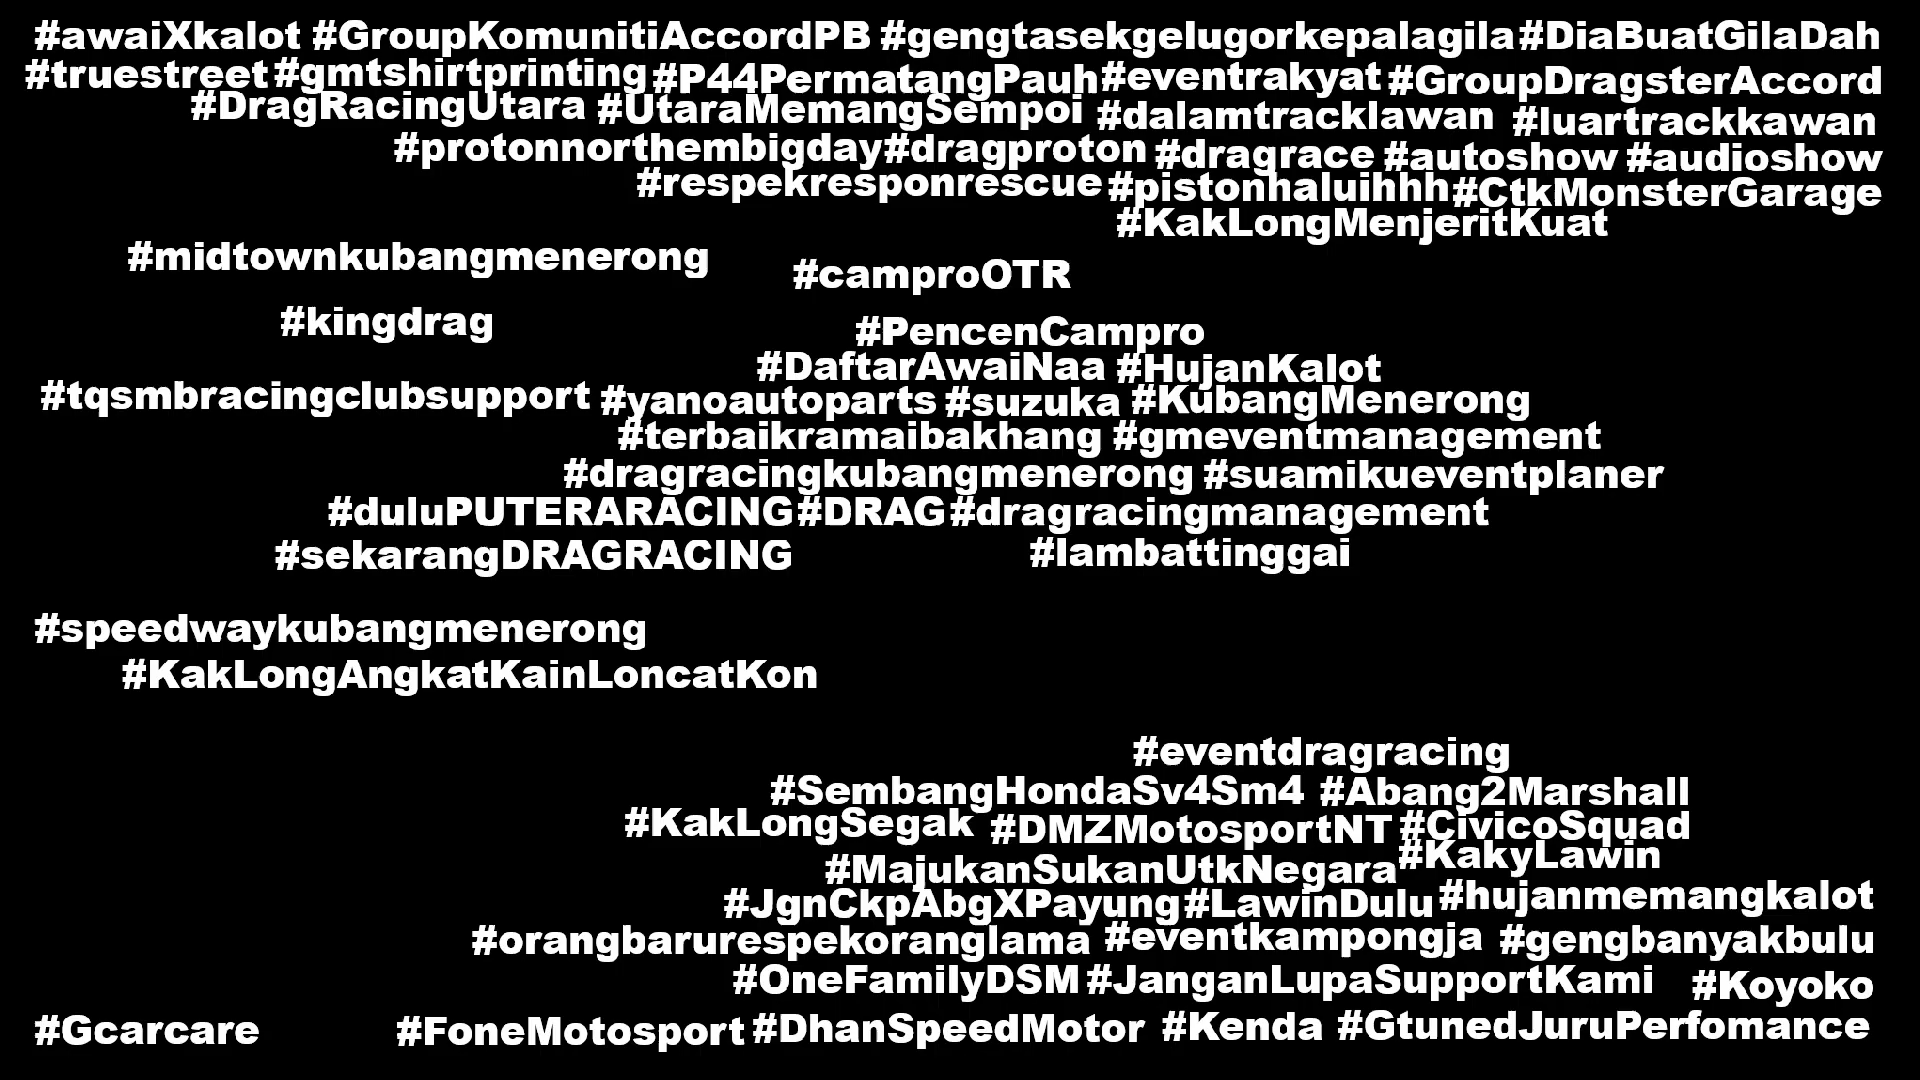 #awaiXkalot #GroupKomunitiAccordPB #gengtasekgelugorkepalagila #DiaBuatGilaDah
#truestreet #gmtshirtprinting #P44PermatangPauh #eventrakyat #GroupDragsterAccord
#DragRacingUtara #UtaraMemangSempoi #dalamtracklawan #luartrackkawan
#protonnorthembigday #dragproton #dragrace #autoshow #audioshow
#respekresponrescue #pistonhaluihhh #CtkMonsterGarage
#KakLongMenjeritKuat
#midtownkubangmenerong #camproOTR
#kingdrag #PencenCampro
#DaftarAwaiNaa #HujanKalot
#tqsmbracingclubsupport #yanoautoparts #suzuka #KubangMenerong
#terbaikramaibakhang #gmeventmanagement
#dragracingkubangmenerong #suamikueventplaner
#duluPUTERARACING #DRAG #dragracingmanagement
#sekarangDRAGRACING #lambattinggai
#speedwaykubangmenerong
#KakLongAngkatKainLoncatKon
#eventdragracing
#SembangHondaSv4Sm4 #Abang2Marshall
#KakLongSegak #DMZMotosportNT #CivicoSquad
#MajukanSukanUtkNegara #KakyLawin
#JgnCkpAbgXPayung #LawinDulu #hujanmemangkalot
#orangbarurespekoranglama #eventkampongja #gengbanyakbulu
#OneFamilyDSM #JanganLupaSupportKami #Koyoko
#Gcarcare #FoneMotosport #DhanSpeedMotor #Kenda #GtunedJuruPerfomance